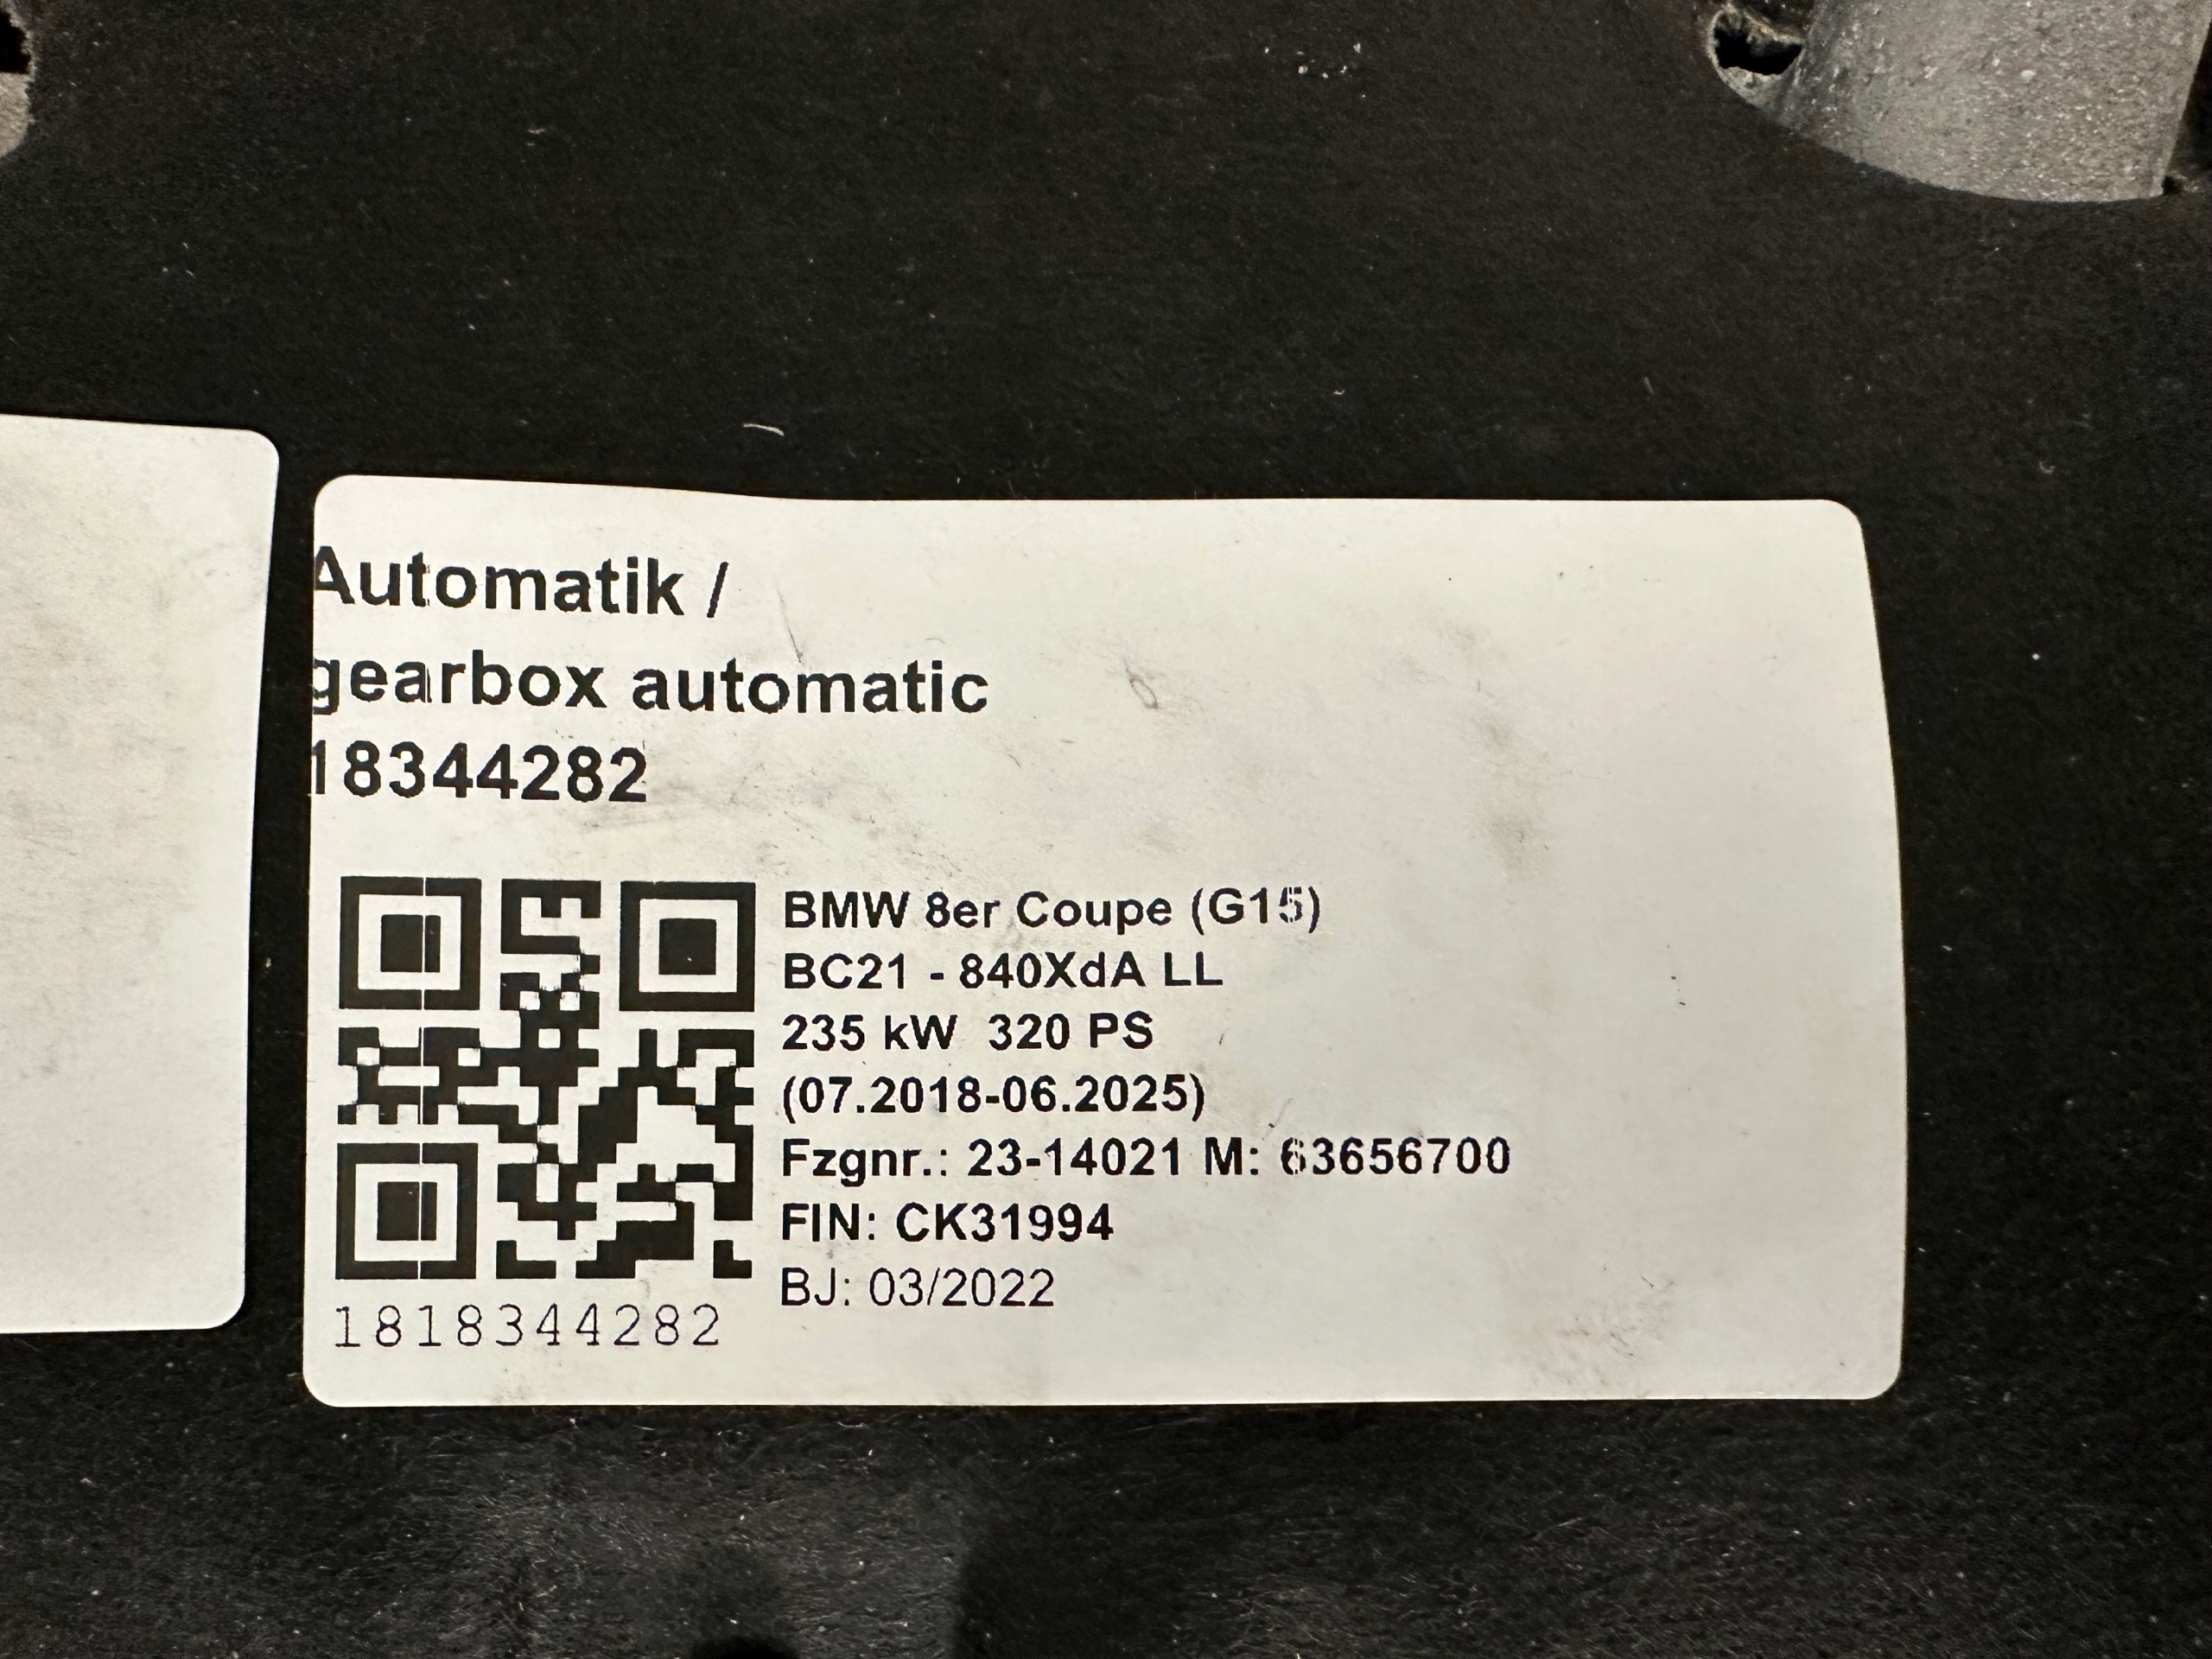 Automatik /
gearbox automatic
18344282
BMW 8er Coupe (G15)
BC21 - 840XdA LL
235 kW 320 PS
(07.2018-06.2025)
Fzgnr.: 23-14021 M: 63656700
FIN: CK31994
BJ: 03/2022
1818344282